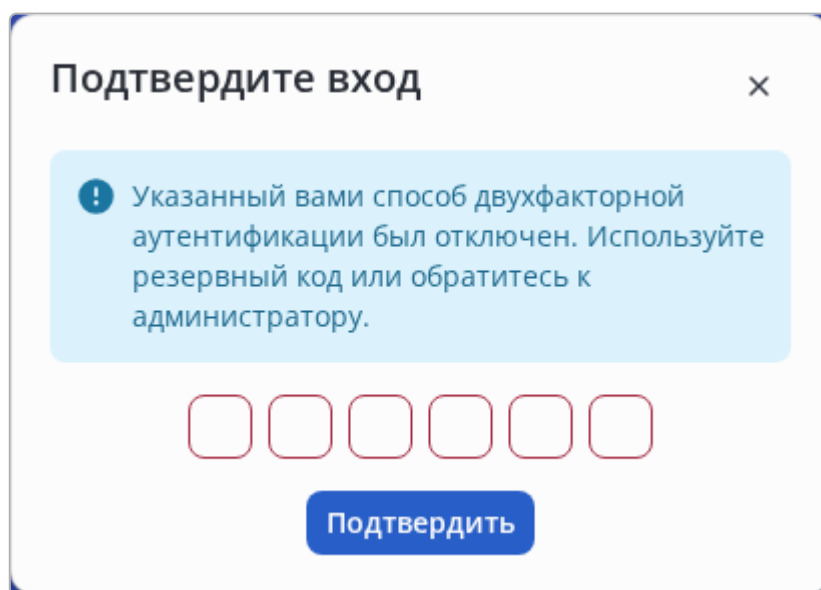 Подтвердите вход
Указанный вами способ двухфакторной
аутентификации был отключен. Используйте
резервный код или обратитесь к
администратору.
Подтвердить